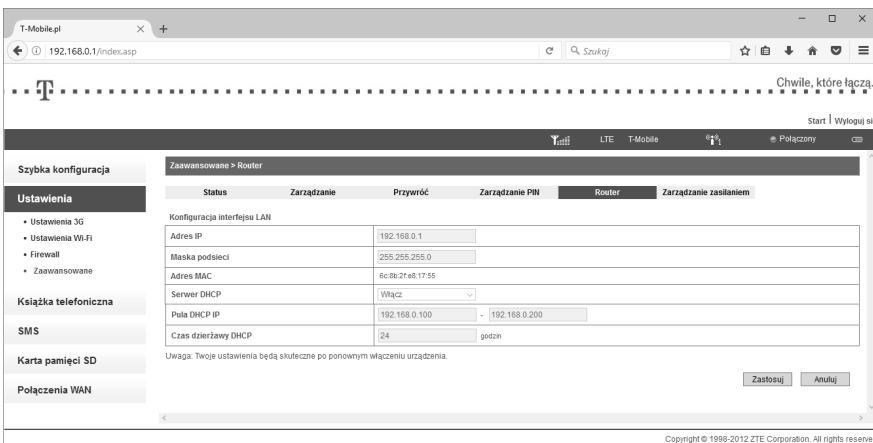 T-Mobile.pl
192.168.0.1/index.asp
Szukaj
T
Chwile, które łączą.
Start | Wyloguj si
LTE T-Mobile 1 Połączony
Szybka konfiguracja
Ustawienia
• Ustawienia 3G
• Ustawienia Wi-Fi
• Firewall
• Zaawansowane
Książka telefoniczna
SMS
Karta pamięci SD
Połączenia WAN
Zaawansowane > Router
Status Zarządzanie Przywróć Zarządzanie PIN Router Zarządzanie zasilaniem
Konfiguracja interfejsu LAN
Adres IP 192.168.0.1
Maska podsieci 255.255.255.0
Adres MAC 6c:8b:2f:e8:17:55
Serwer DHCP Włącz
Pula DHCP IP 192.168.0.100 - 192.168.0.200
Czas dzierżawy DHCP 24 godzin
Uwaga: Twoje ustawienia będą skuteczne po ponownym włączeniu urządzenia.
Zastosuj Anuluj
Copyright © 1998-2012 ZTE Corporation. All rights reserve